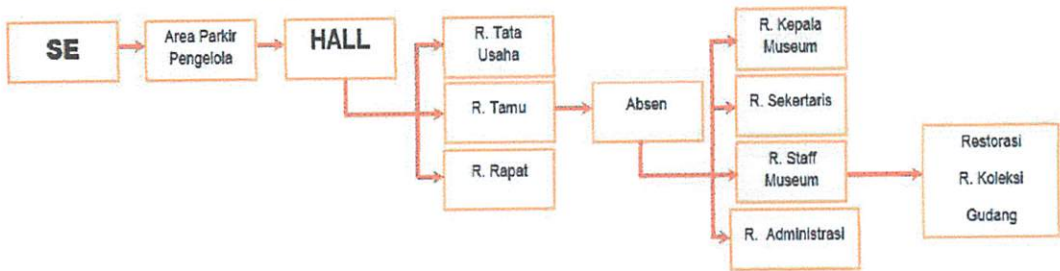 SE
Area Parkir
Pengelola
HALL
R. Tata
Usaha
R. Tamu
R. Rapat
Absen
R. Kepala
Museum
R. Sekertaris
R. Staff
Museum
R. Administrasi
Restorasi
R. Koleksi
Gudang